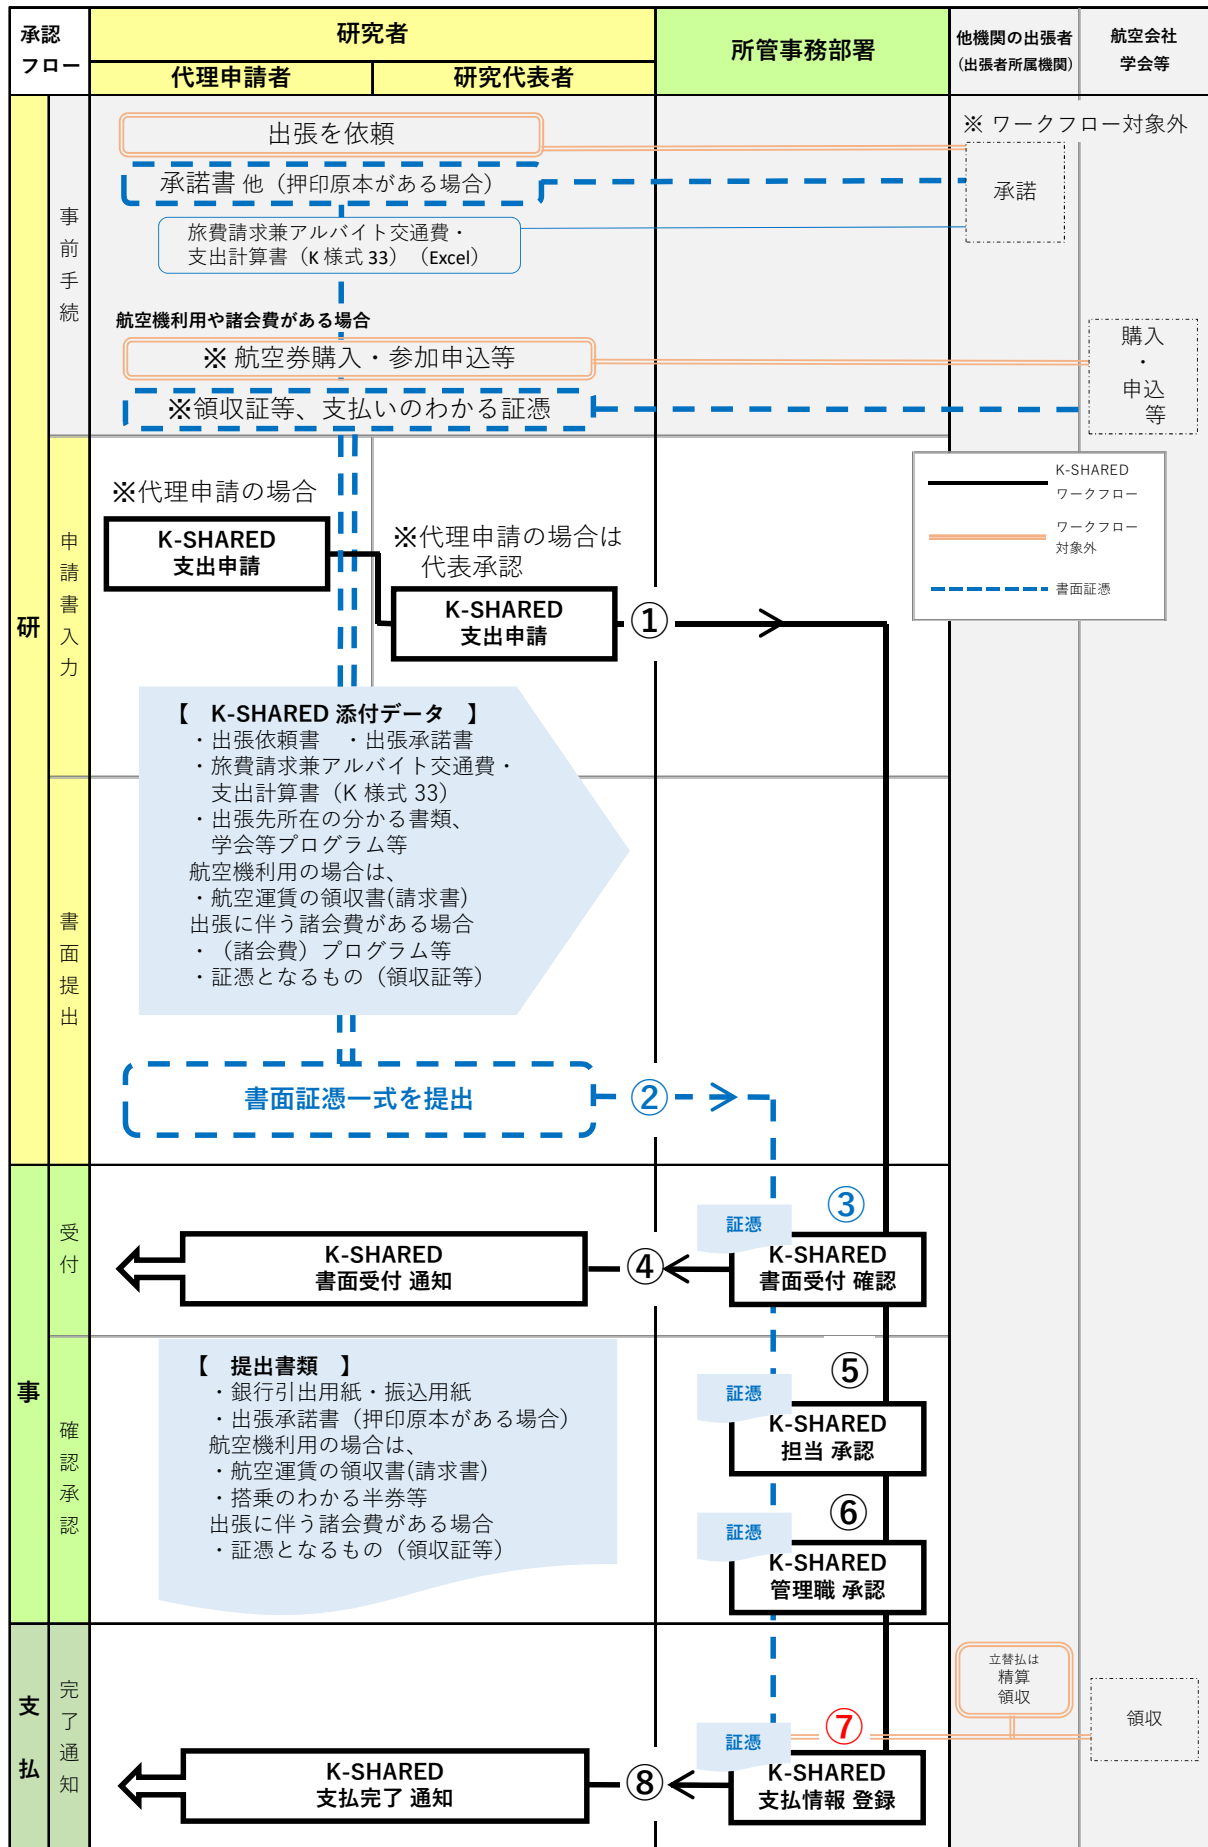 承認
フロー
研究者
代理申請者
研究代表者
所管事務部署
他機関の出張者
(出張者所属機関)
航空会社
学会等
研
事前手続
出張を依頼
※ ワークフロー対象外
承諾書 他（押印原本がある場合）
承諾
旅費請求兼アルバイト交通費・
支出計算書（K 様式 33）（Excel）
航空機利用や諸会費がある場合
※ 航空券購入・参加申込等
※領収証等、支払いのわかる証憑
購入
・
申込
等
K-SHARED
ワークフロー
ワークフロー
対象外
書面証憑
申請書入力
※代理申請の場合
K-SHARED
支出申請
※代理申請の場合は
代表承認
K-SHARED
支出申請
①
【　K-SHARED 添付データ　】
・出張依頼書　・出張承諾書
・旅費請求兼アルバイト交通費・
支出計算書（K 様式 33）
・出張先所在の分かる書類、
学会等プログラム等
航空機利用の場合は、
・航空運賃の領収書(請求書)
出張に伴う諸会費がある場合
・（諸会費）プログラム等
・証憑となるもの（領収証等）
書面提出
書面証憑一式を提出
②
事
受付
証憑
③
K-SHARED
書面受付 確認
④
K-SHARED
書面受付 通知
確認承認
【　提出書類　】
・銀行引出用紙・振込用紙
・出張承諾書（押印原本がある場合）
航空機利用の場合は、
・航空運賃の領収書(請求書)
・搭乗のわかる半券等
出張に伴う諸会費がある場合
・証憑となるもの（領収証等）
⑤
証憑
K-SHARED
担当 承認
⑥
証憑
K-SHARED
管理職 承認
支払
完了通知
立替払は
精算
領収
領収
⑦
証憑
K-SHARED
支払情報 登録
⑧
K-SHARED
支払完了 通知